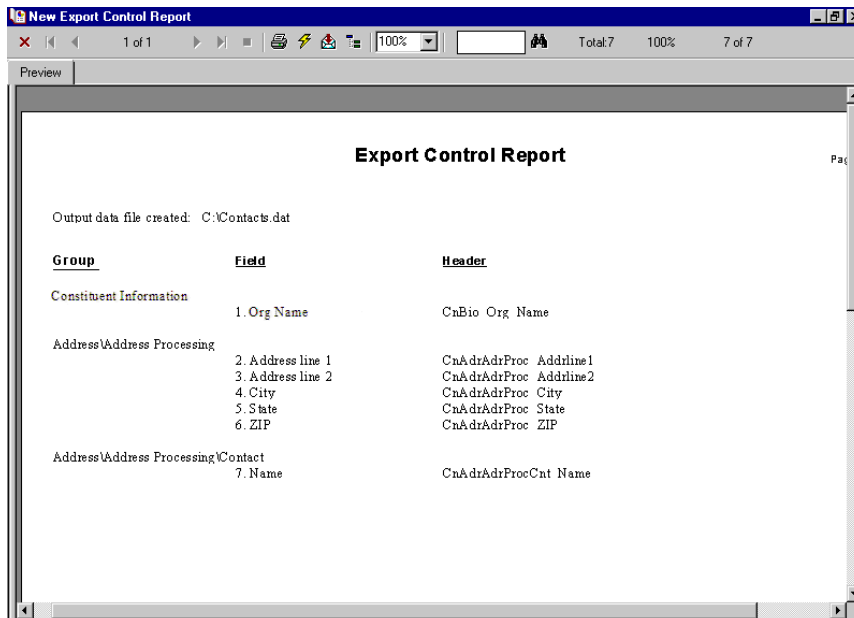 New Export Control Report
1 of 1 100% Total:7 100% 7 of 7
Preview
Export Control Report
Pag
Output data file created: C:\Contacts.dat
Group Field Header
Constituent Information
1. Org Name CnBio Org Name
Address\Address Processing
2. Address line 1 CnAdrAdrProc Addrline1
3. Address line 2 CnAdrAdrProc Addrline2
4. City CnAdrAdrProc City
5. State CnAdrAdrProc State
6. ZIP CnAdrAdrProc ZIP
Address\Address Processing\Contact
7. Name CnAdrAdrProcCnt Name